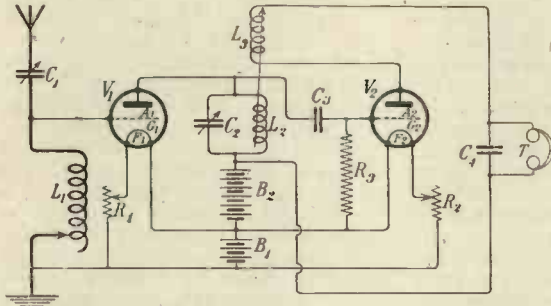 L₃
C₁
V₁
C₃
V₂
A₁
G₁
F₁
C₂
L₂
A₂
G₂
F₂
C₄
T
L₁
R₁
B₂
R₃
R₂
B₁